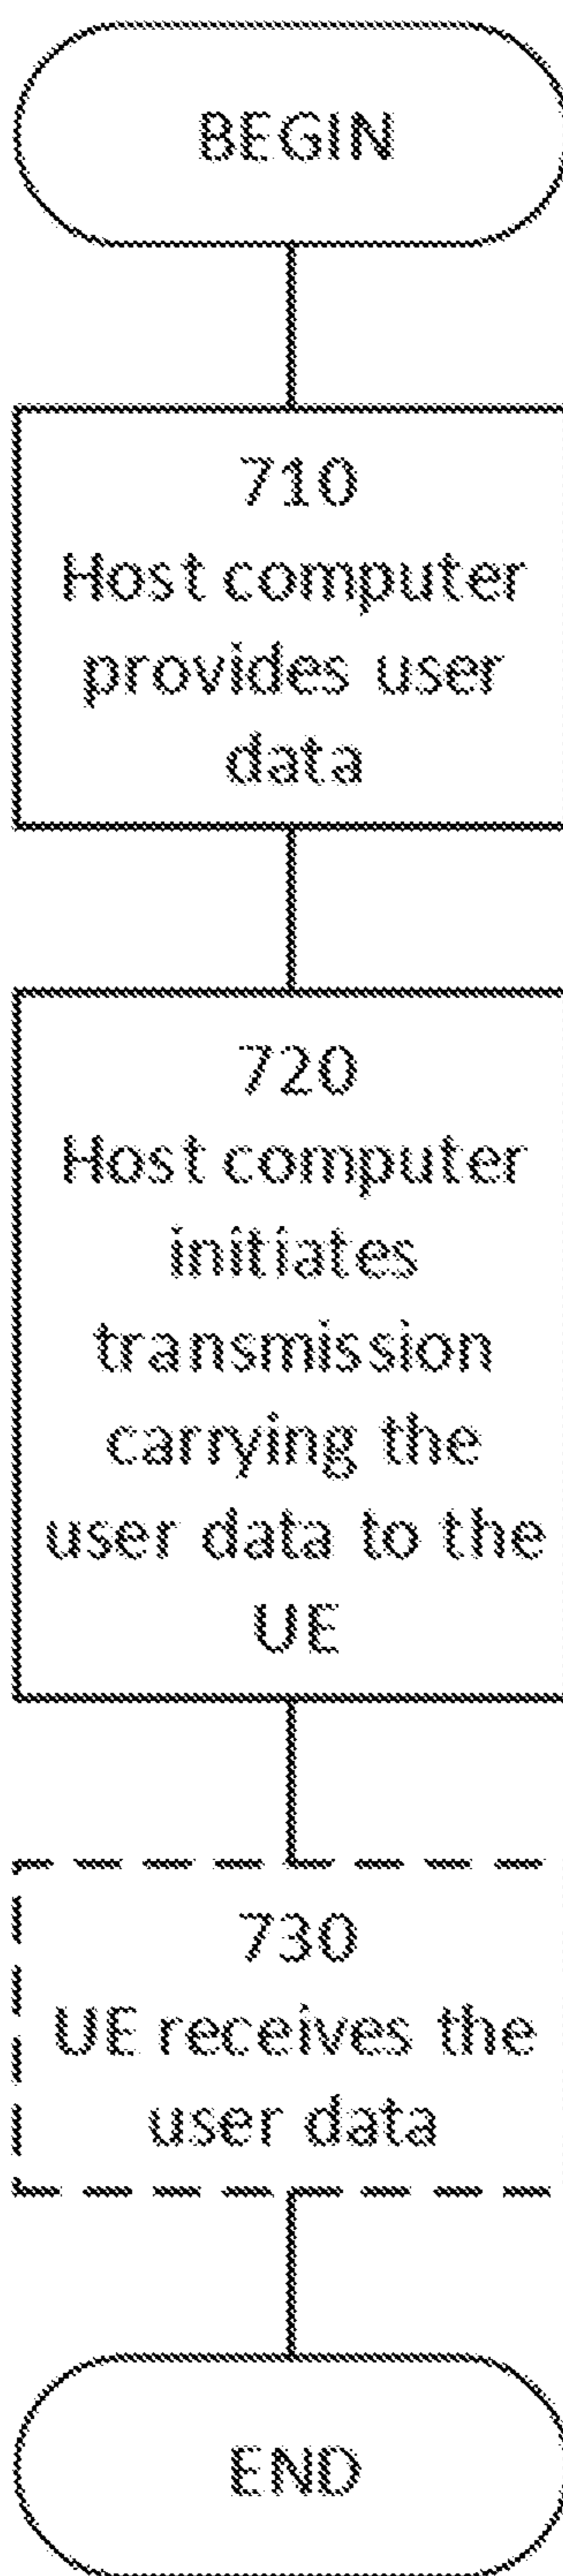 BEGIN
710
Host computer
provides user
data
720
Host computer
initiates
transmission
carrying the
user data to the
UE
730
UE receives the
user data
END